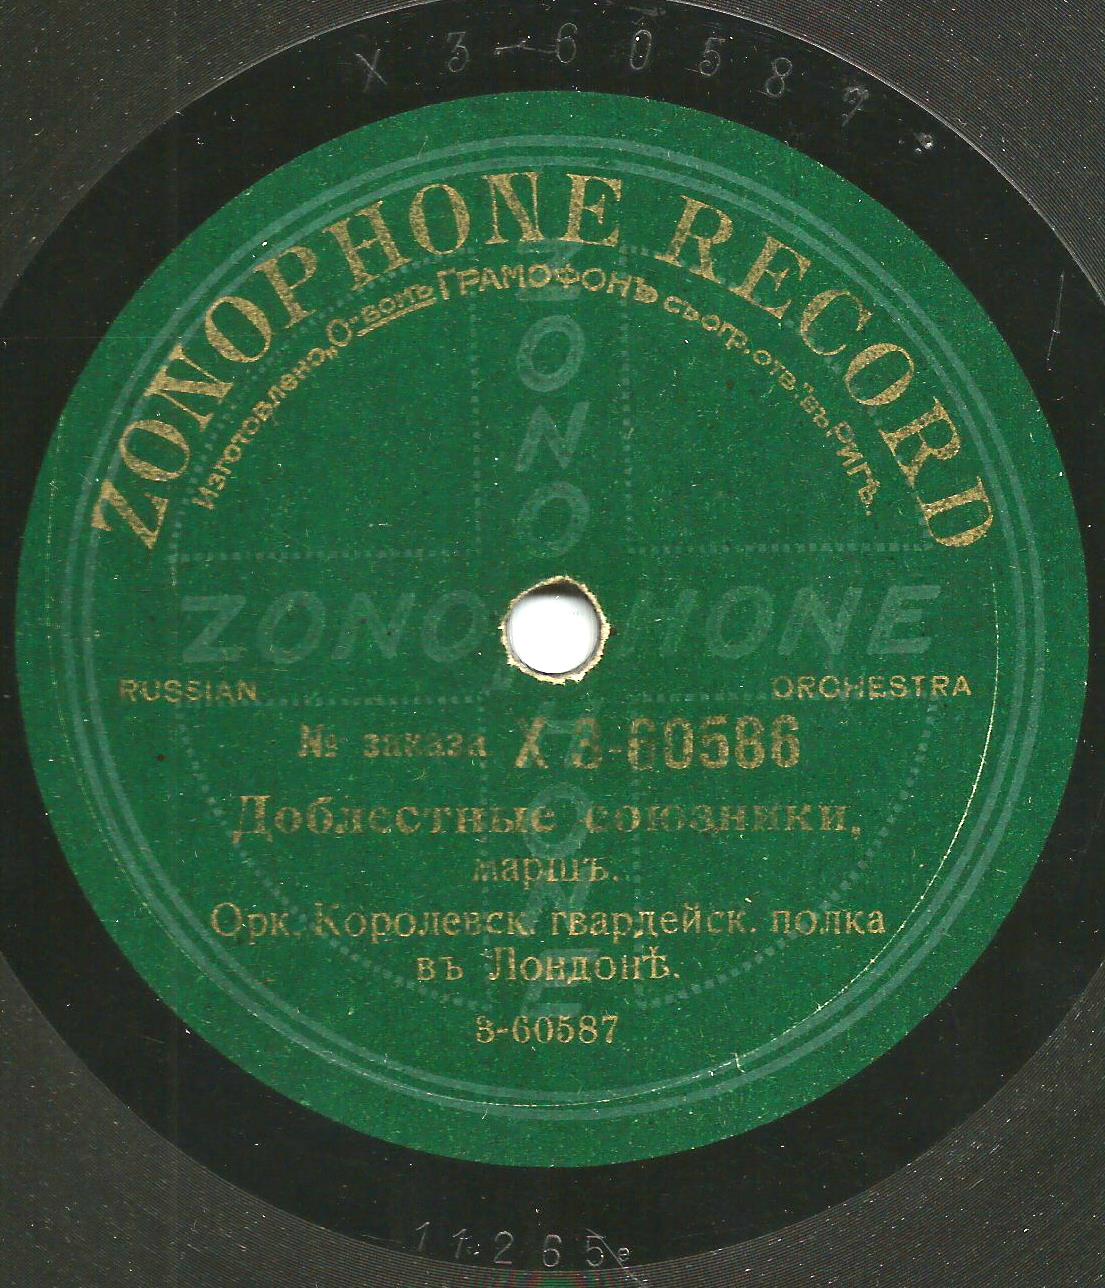 X 3-60587
ZONOPHONE RECORD
Изготовлено „О-вомъ ГРАМОФОНЪ съ огр. отв.“ въ Ригѣ.
ZONOPHONE
ZONOPHONE
RUSSIAN ORCHESTRA
№ заказа X 3-60586
Доблестные союзники,
маршъ.
Орк. Королевск. гвардейск. полка
въ Лондонѣ.
3-60587
11265e